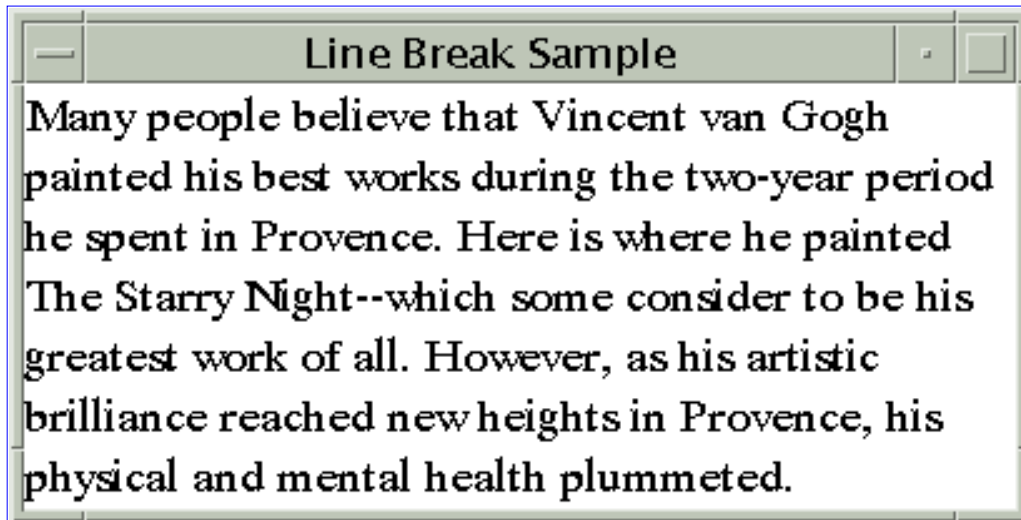 Line Break Sample
Many people believe that Vincent van Gogh
painted his best works during the two-year period
he spent in Provence. Here is where he painted
The Starry Night--which some consider to be his
greatest work of all. However, as his artistic
brilliance reached new heights in Provence, his
physical and mental health plummeted.